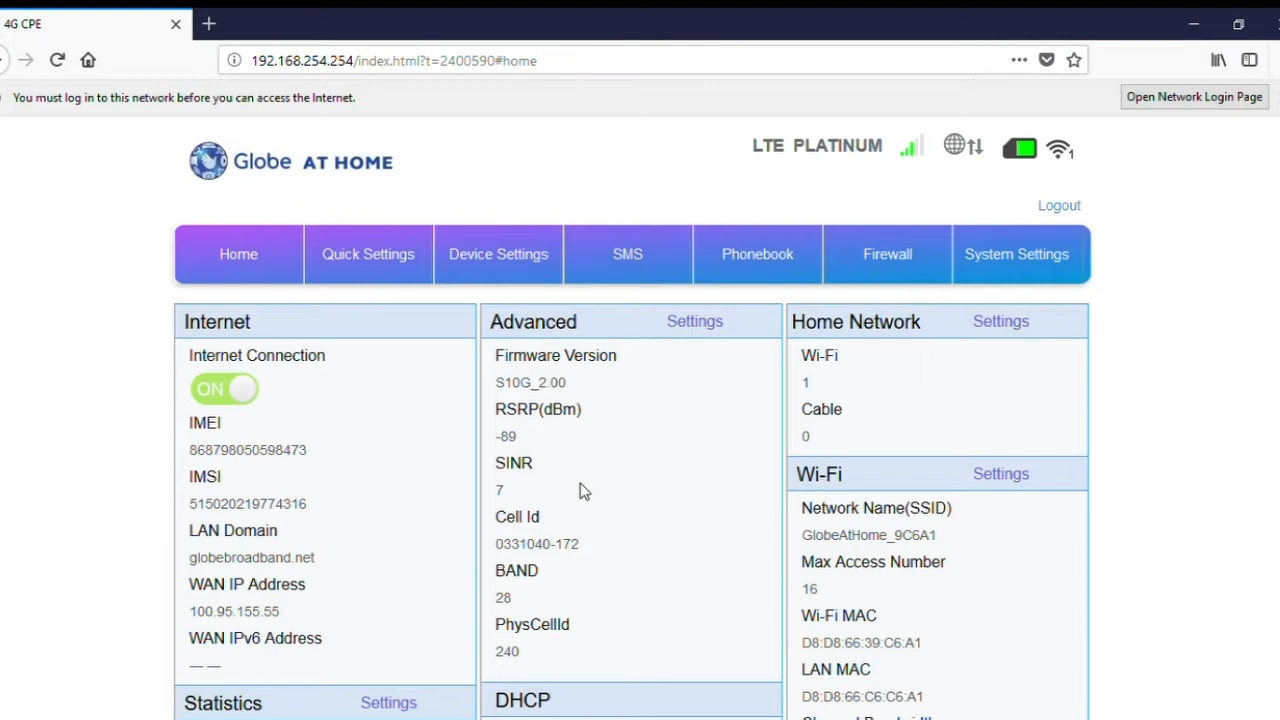 4G CPE
192.168.254.254/index.html?t=2400590#home
You must log in to this network before you can access the Internet.
Open Network Login Page
Globe AT HOME
LTE PLATINUM
1
Logout
Home
Quick Settings
Device Settings
SMS
Phonebook
Firewall
System Settings
Internet
Internet Connection
ON
IMEI
868798050598473
IMSI
515020219774316
LAN Domain
globebroadband.net
WAN IP Address
100.95.155.55
WAN IPv6 Address
— —
Statistics Settings
Advanced Settings
Firmware Version
S10G_2.00
RSRP(dBm)
-89
SINR
7
Cell Id
0331040-172
BAND
28
PhysCellId
240
DHCP
Home Network Settings
Wi-Fi
1
Cable
0
Wi-Fi Settings
Network Name(SSID)
GlobeAtHome_9C6A1
Max Access Number
16
Wi-Fi MAC
D8:D8:66:39:C6:A1
LAN MAC
D8:D8:66:C6:C6:A1